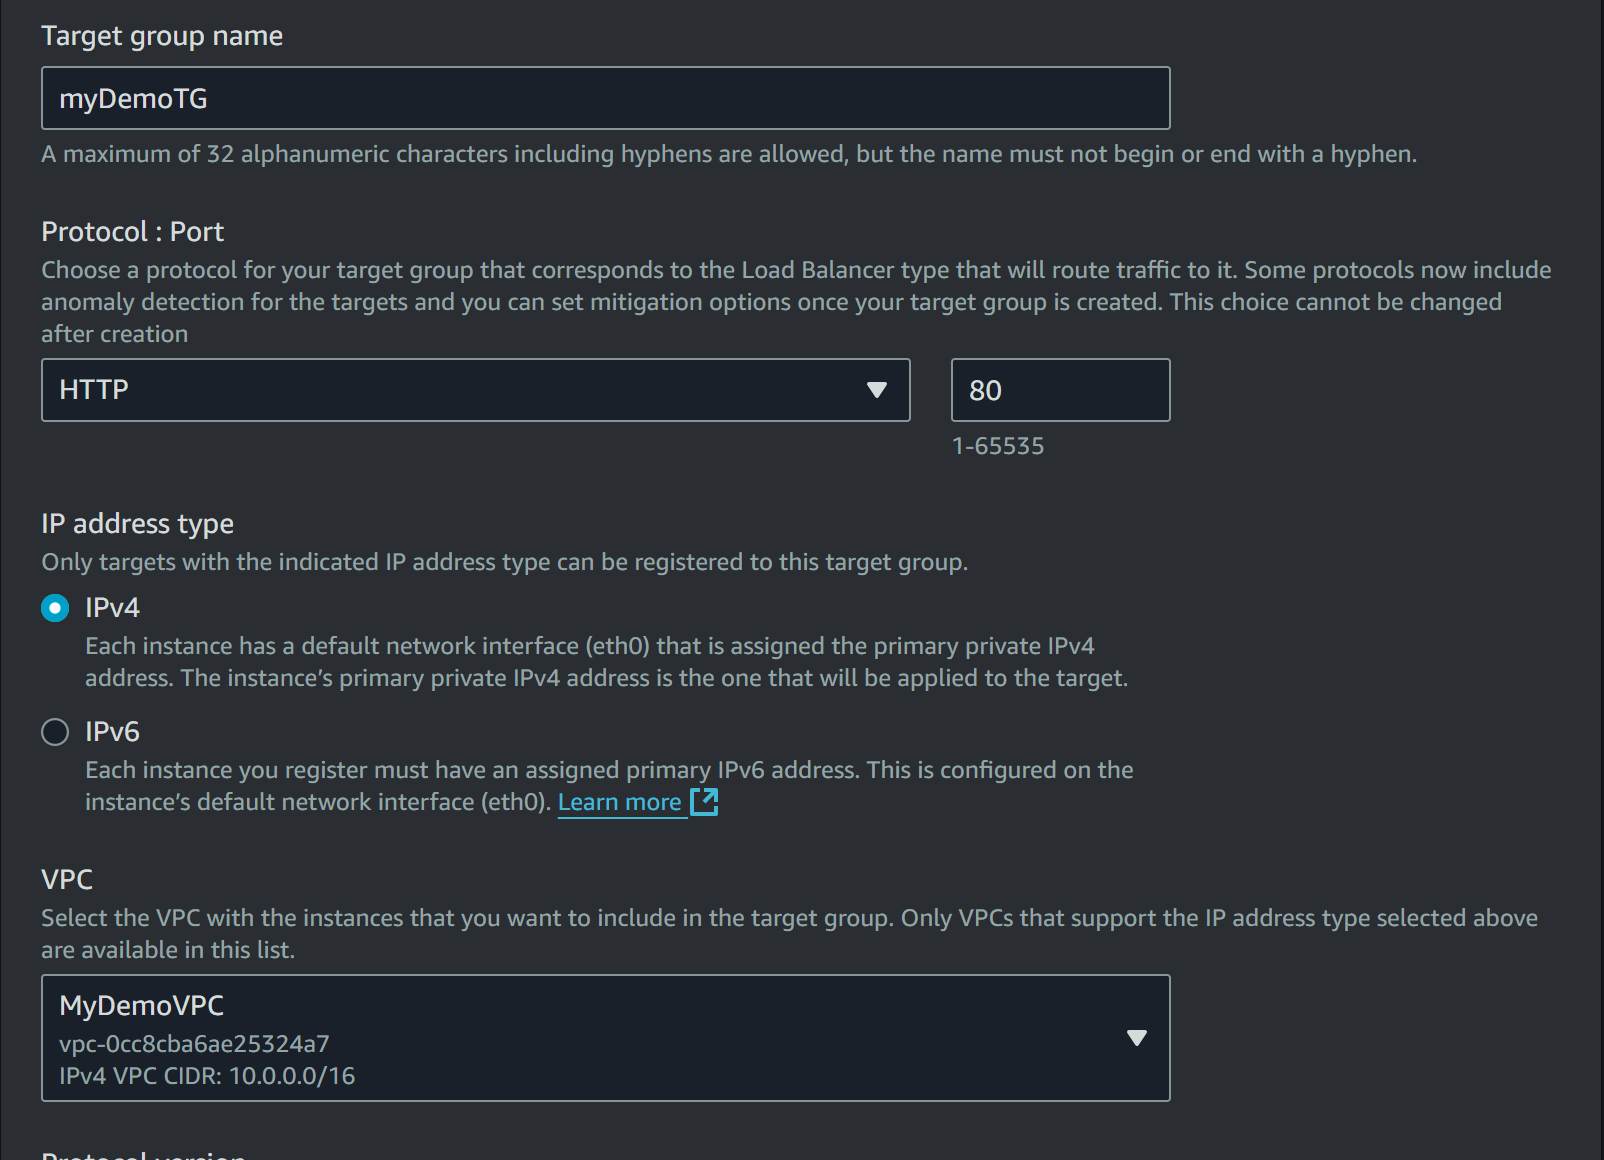 Target group name
myDemoTG
A maximum of 32 alphanumeric characters including hyphens are allowed, but the name must not begin or end with a hyphen.
Protocol : Port
Choose a protocol for your target group that corresponds to the Load Balancer type that will route traffic to it. Some protocols now include
anomaly detection for the targets and you can set mitigation options once your target group is created. This choice cannot be changed
after creation
HTTP
80
1-65535
IP address type
Only targets with the indicated IP address type can be registered to this target group.
IPv4
Each instance has a default network interface (eth0) that is assigned the primary private IPv4
address. The instance’s primary private IPv4 address is the one that will be applied to the target.
IPv6
Each instance you register must have an assigned primary IPv6 address. This is configured on the
instance’s default network interface (eth0). Learn more
VPC
Select the VPC with the instances that you want to include in the target group. Only VPCs that support the IP address type selected above
are available in this list.
MyDemoVPC
vpc-0cc8cba6ae25324a7
IPv4 VPC CIDR: 10.0.0.0/16
Protocol version